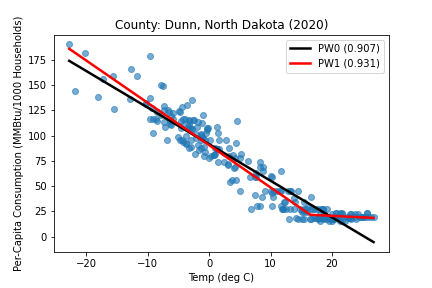 County: Dunn, North Dakota (2020)
PW0 (0.907)
PW1 (0.931)
Per-Capita Consumption (MMBtu/1000 Households)
175
150
125
100
75
50
25
0
−20 −10 0 10 20
Temp (deg C)